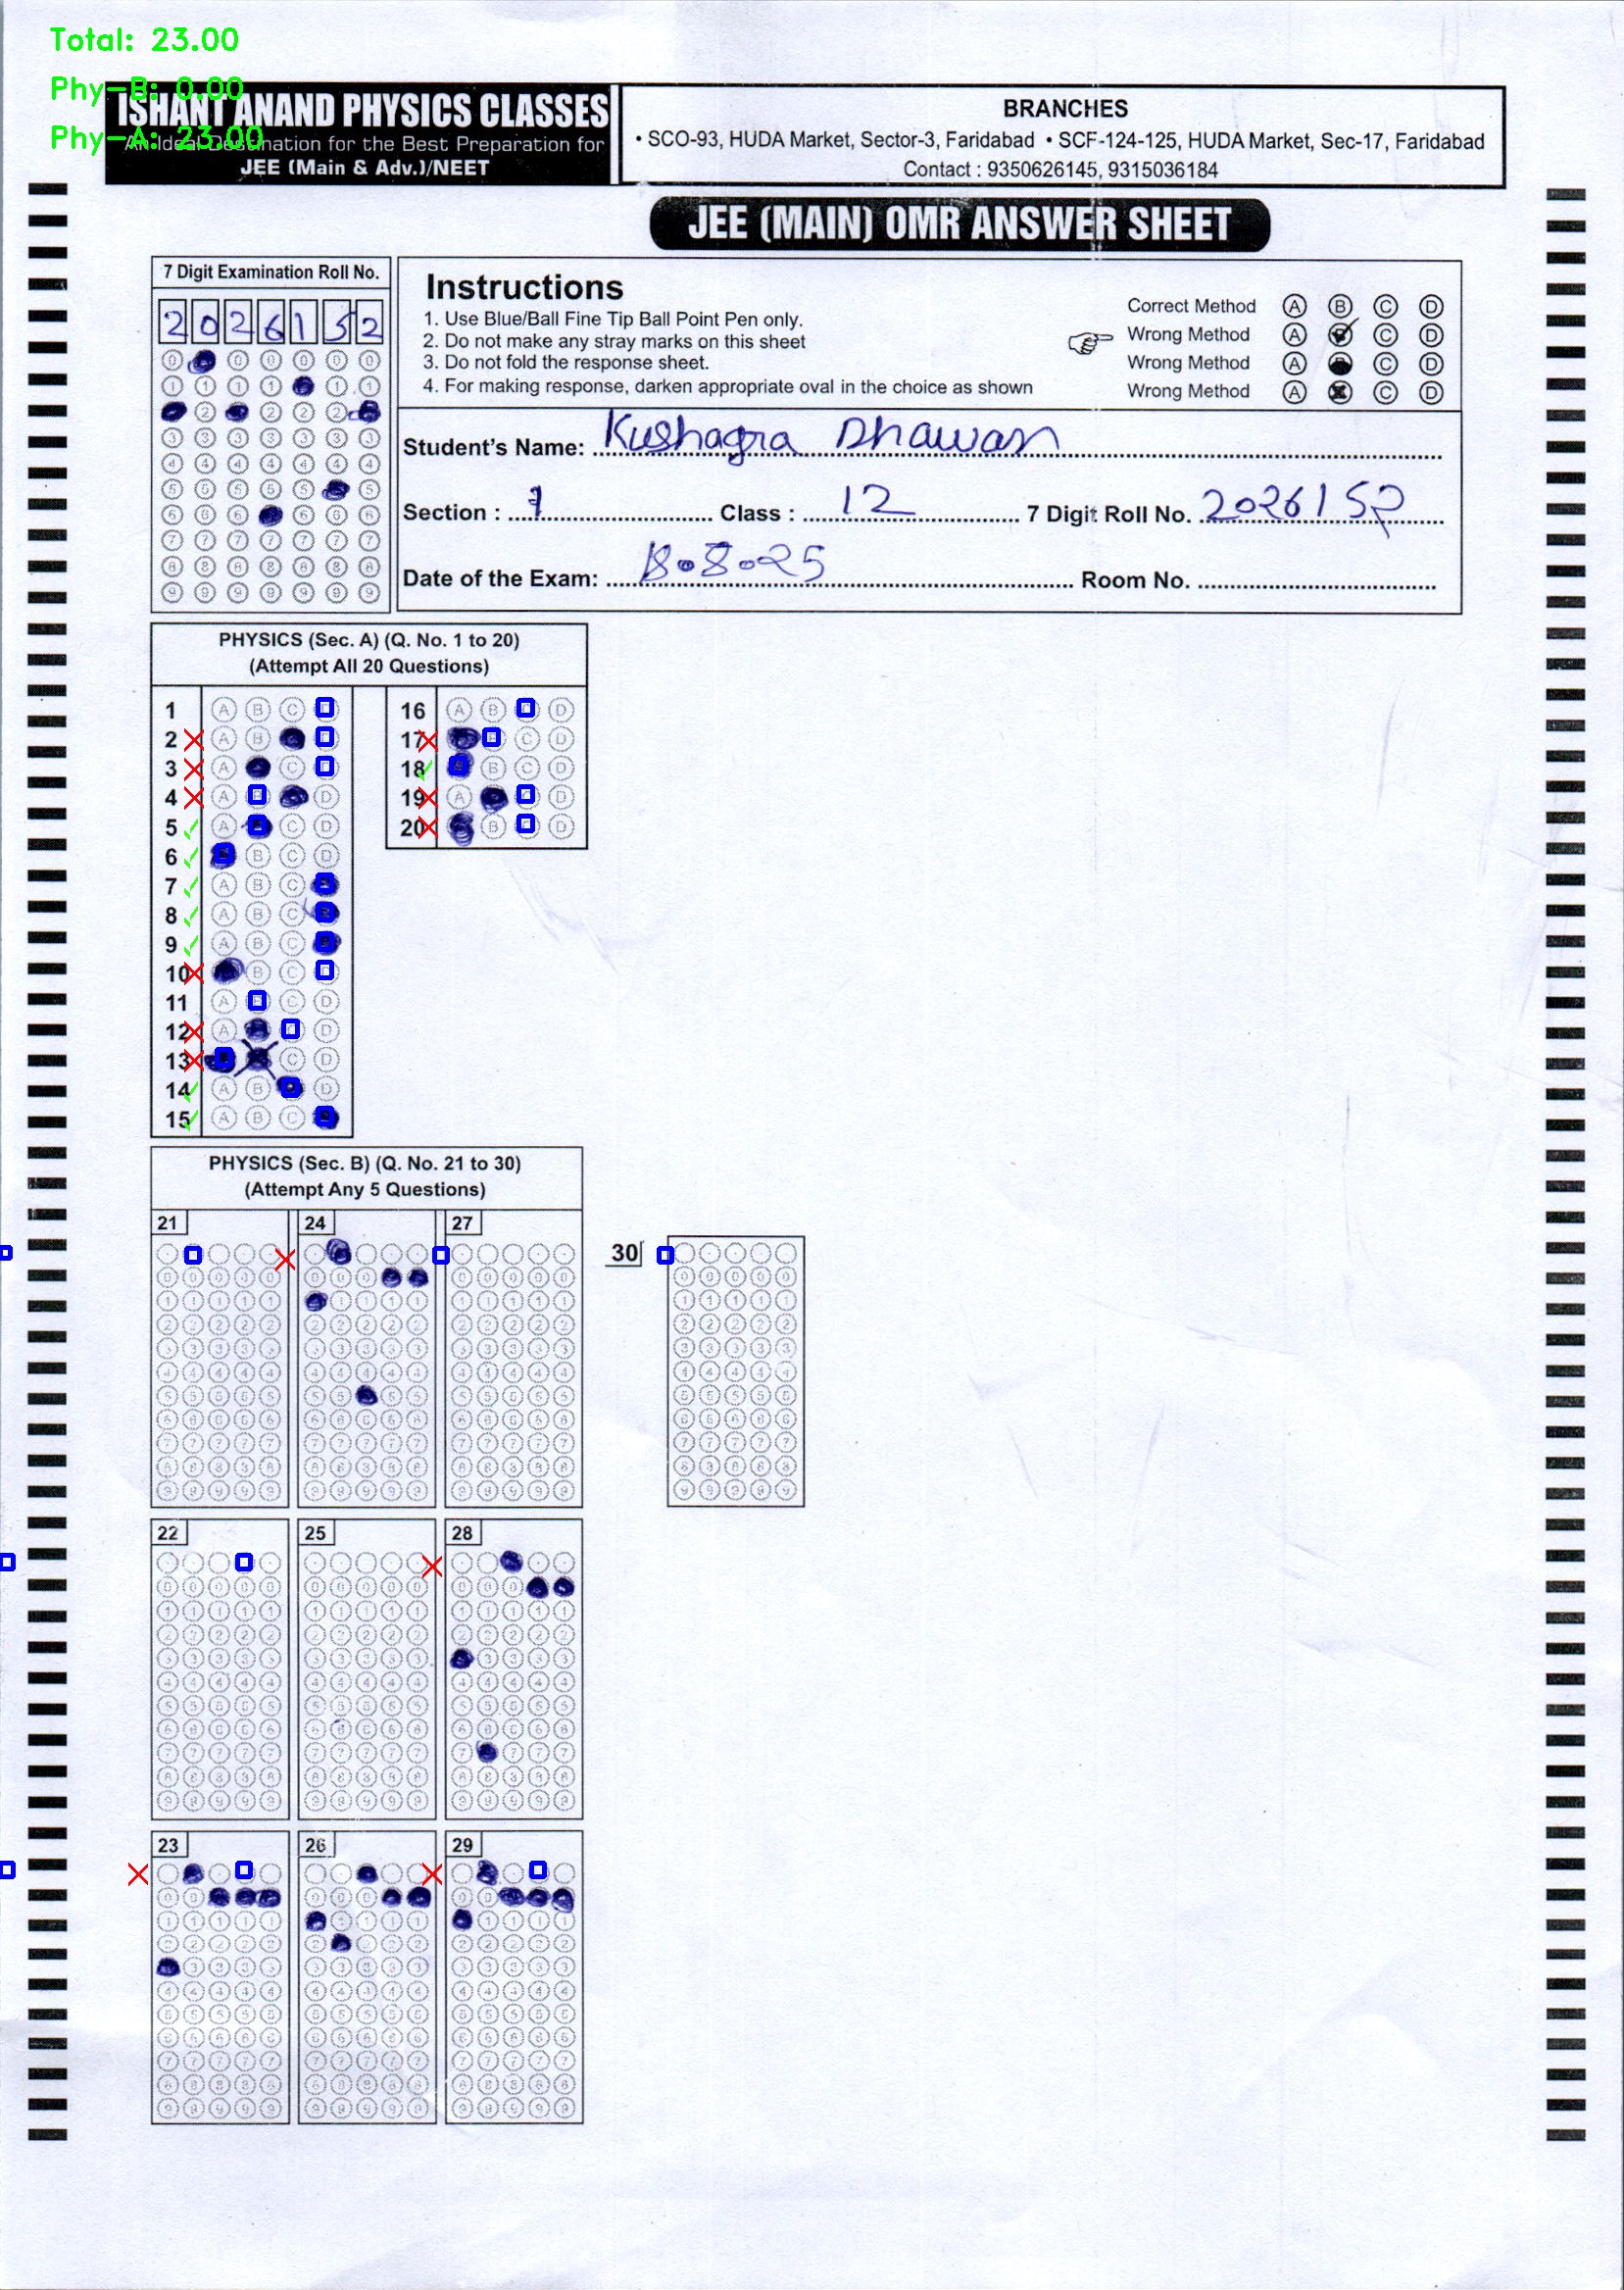 Total: 23.00
Phy-B: 0.00
Phy-A: 23.00
ISHANT ANAND PHYSICS CLASSES
An Ideal Destination for the Best Preparation for
JEE (Main & Adv.)/NEET
BRANCHES
• SCO-93, HUDA Market, Sector-3, Faridabad • SCF-124-125, HUDA Market, Sec-17, Faridabad
Contact : 9350626145, 9315036184
JEE (MAIN) OMR ANSWER SHEET
7 Digit Examination Roll No.
2 0 2 6 1 5 2
Instructions
1. Use Blue/Ball Fine Tip Ball Point Pen only.
2. Do not make any stray marks on this sheet
3. Do not fold the response sheet.
4. For making response, darken appropriate oval in the choice as shown
Correct Method A B C D
Wrong Method A C D
Wrong Method A C D
Wrong Method A C D
Student's Name: Kushagra Dhawan
Section : 1 Class : 12 7 Digit Roll No. 2026152
Date of the Exam: 18.8.25 Room No.
PHYSICS (Sec. A) (Q. No. 1 to 20)
(Attempt All 20 Questions)
1 A B C
2 A B
3 A C
4 A D
5 A C D
6 B C D
7 A B C
8 A B C
9 A B C
10 B C
11 A C D
12 A D
13 C D
14 A B D
15 A B C
16 A B D
17 C D
18 B C D
19 A D
20 B D
PHYSICS (Sec. B) (Q. No. 21 to 30)
(Attempt Any 5 Questions)
21 24 27
30
22 25 28
23 26 29